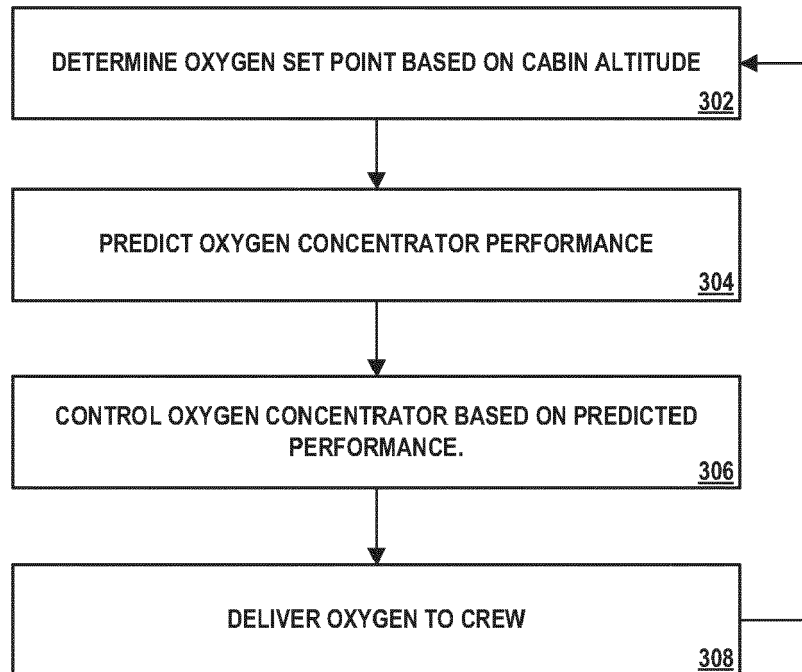 DETERMINE OXYGEN SET POINT BASED ON CABIN ALTITUDE
302
PREDICT OXYGEN CONCENTRATOR PERFORMANCE
304
CONTROL OXYGEN CONCENTRATOR BASED ON PREDICTED
PERFORMANCE.
306
DELIVER OXYGEN TO CREW
308